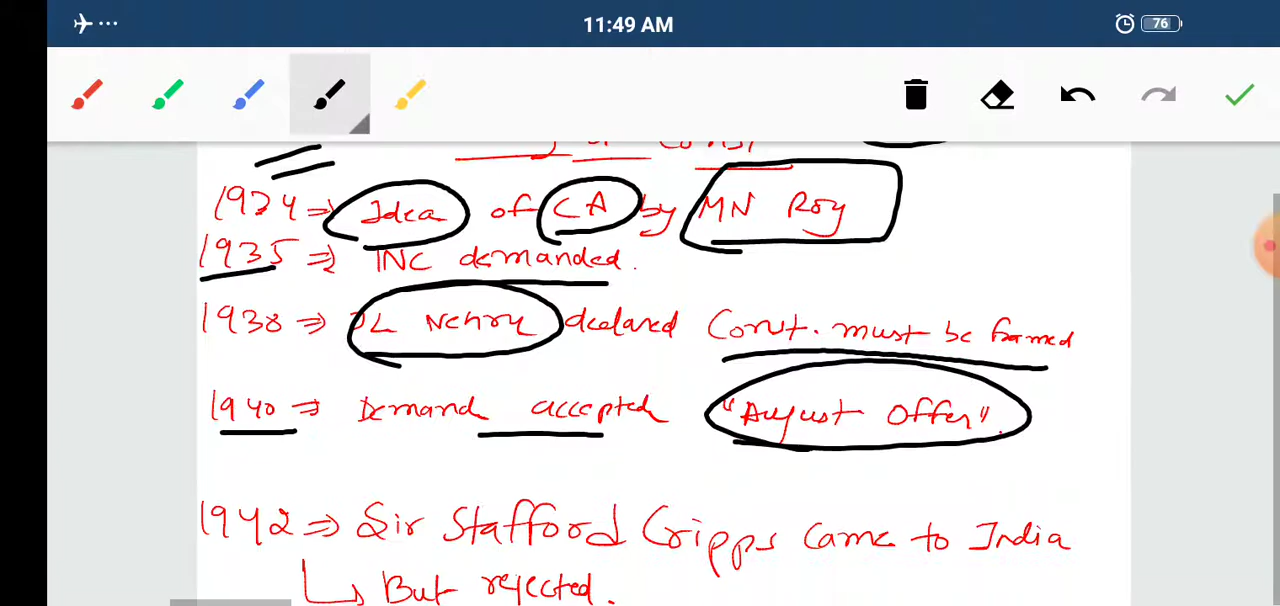 11:49 AM
76
1934 ⇒ Idea of CA by MN Roy
1935 ⇒ INC demanded.
1938 ⇒ JL Nehru declared Const. must be framed
1940 ⇒ Demand accepted "August Offer".
1942 ⇒ Sir Stafford Cripps came to India
But rejected.